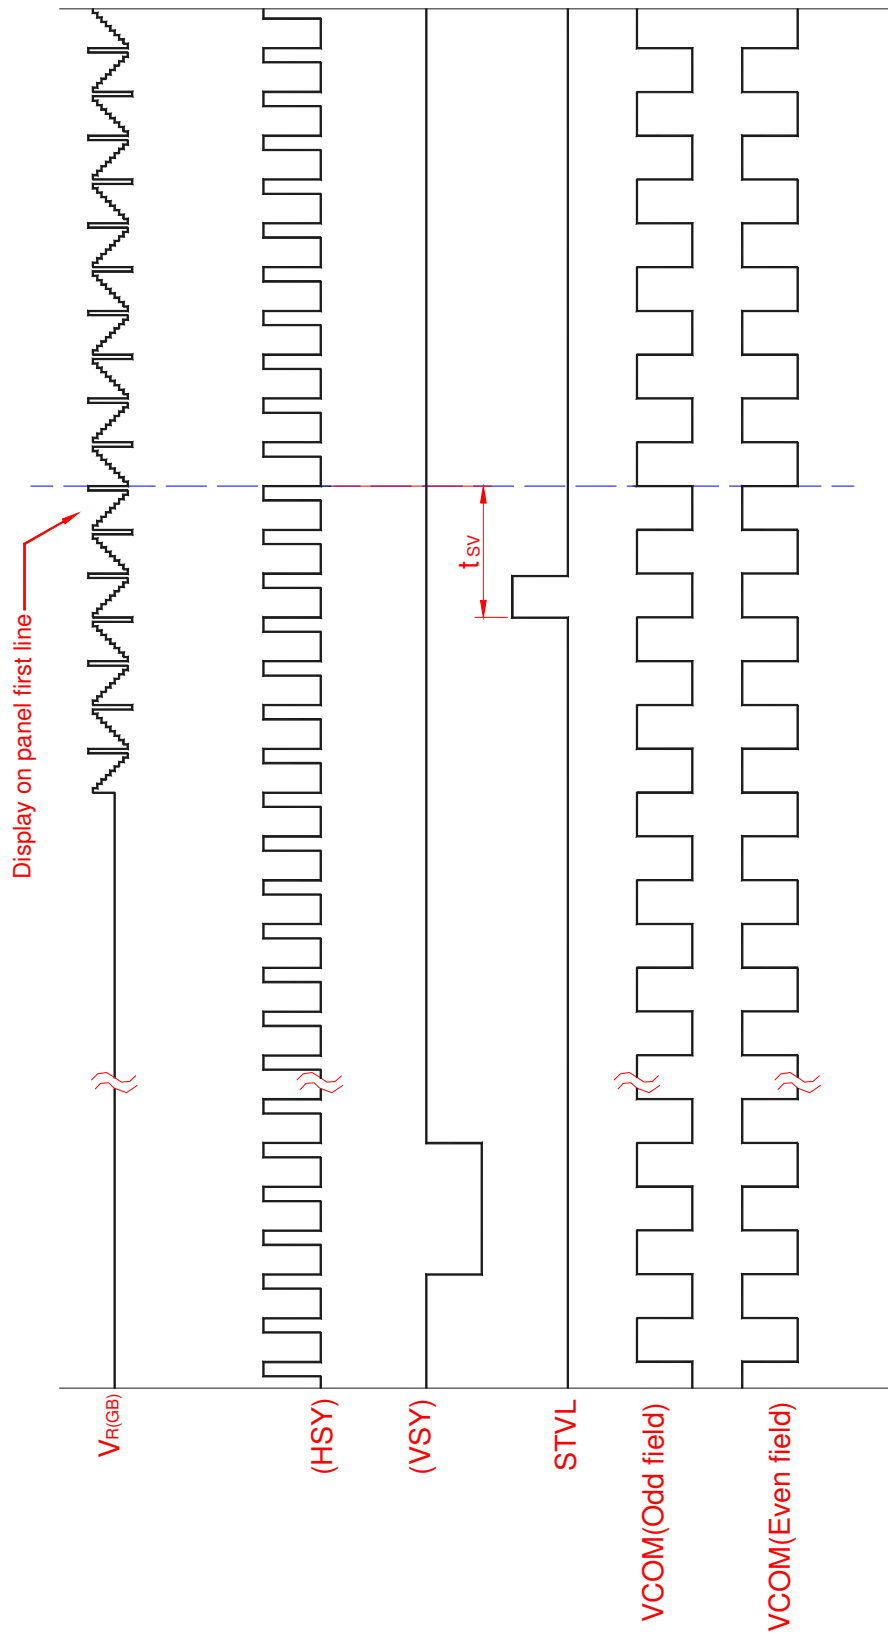 Display on panel first line
VR(GB)
(HSY)
(VSY)
tSV
STVL
VCOM(Odd field)
VCOM(Even field)